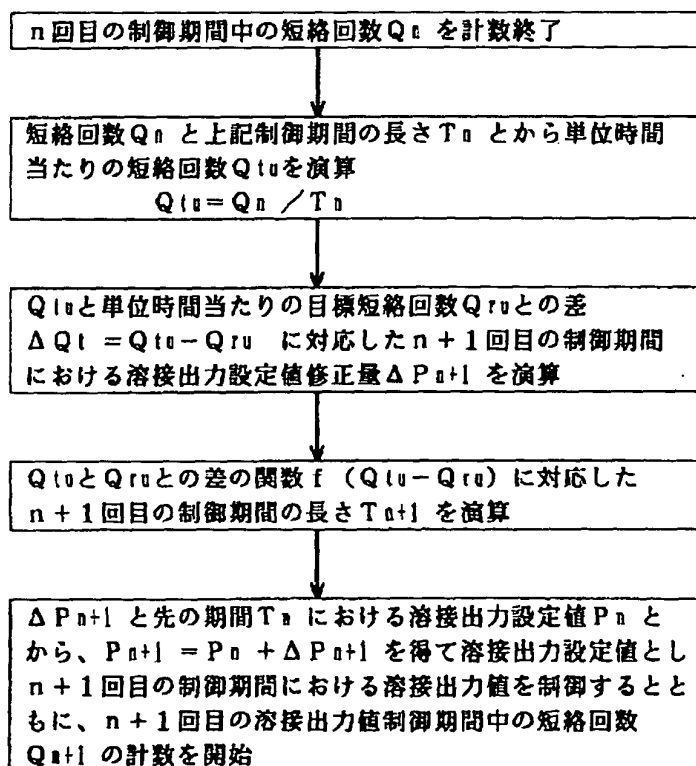 n回目の制御期間中の短絡回数Qn を計数終了
短絡回数Qn と上記制御期間の長さTn とから単位時間
当たりの短絡回数Qtuを演算
Qtu=Qn /Tn
Qtuと単位時間当たりの目標短絡回数Qruとの差
ΔQt =Qtu-Qru に対応したn+1回目の制御期間
における溶接出力設定値修正量ΔPn+1 を演算
QtuとQruとの差の関数f (Qtu-Qru)に対応した
n+1回目の制御期間の長さTn+1 を演算
ΔPn+1 と先の期間Tn における溶接出力設定値Pn と
から、Pn+1 =Pn +ΔPn+1 を得て溶接出力設定値とし
n+1回目の制御期間における溶接出力値を制御するとと
もに、n+1回目の溶接出力値制御期間中の短絡回数
Qn+1 の計数を開始